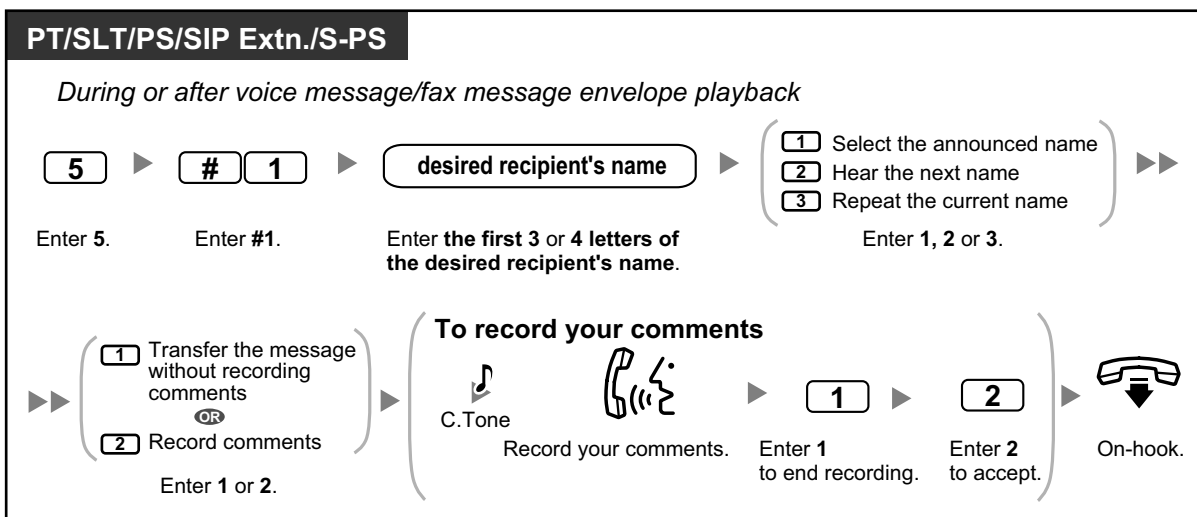 PT/SLT/PS/SIP Extn./S-PS
During or after voice message/fax message envelope playback
5
# 1
desired recipient's name
1 Select the announced name
2 Hear the next name
3 Repeat the current name
Enter 5.
Enter #1.
Enter the first 3 or 4 letters of
the desired recipient's name.
Enter 1, 2 or 3.
1 Transfer the message
without recording
comments
OR
2 Record comments
Enter 1 or 2.
To record your comments
C.Tone
Record your comments.
1
Enter 1
to end recording.
2
Enter 2
to accept.
On-hook.